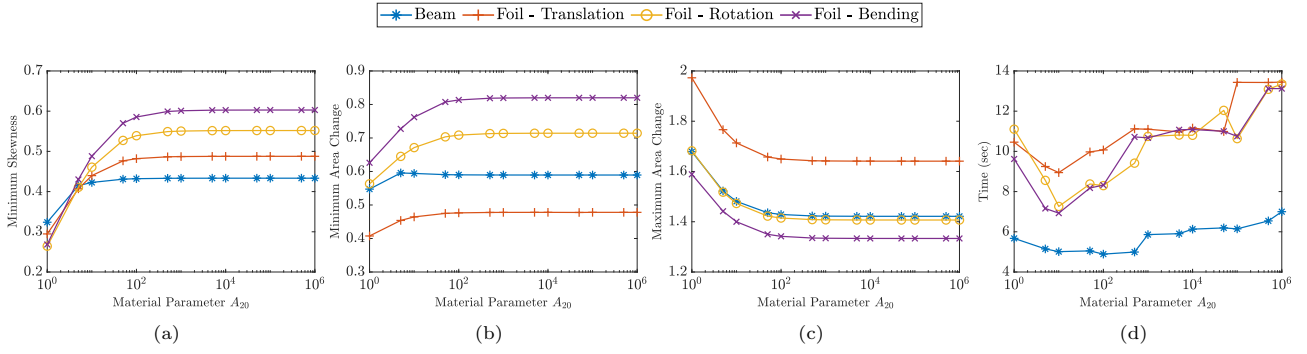 Beam Foil - Translation Foil - Rotation Foil - Bending
Minimum Skewness
0.7
0.6
0.5
0.4
0.3
0.2
10^0 10^2 10^4 10^6
Material Parameter A_20
(a)
Minimum Area Change
0.9
0.8
0.7
0.6
0.5
0.4
0.3
10^0 10^2 10^4 10^6
Material Parameter A_20
(b)
Maximum Area Change
2
1.8
1.6
1.4
1.2
10^0 10^2 10^4 10^6
Material Parameter A_20
(c)
Time (sec)
14
12
10
8
6
4
10^0 10^2 10^4 10^6
Material Parameter A_20
(d)